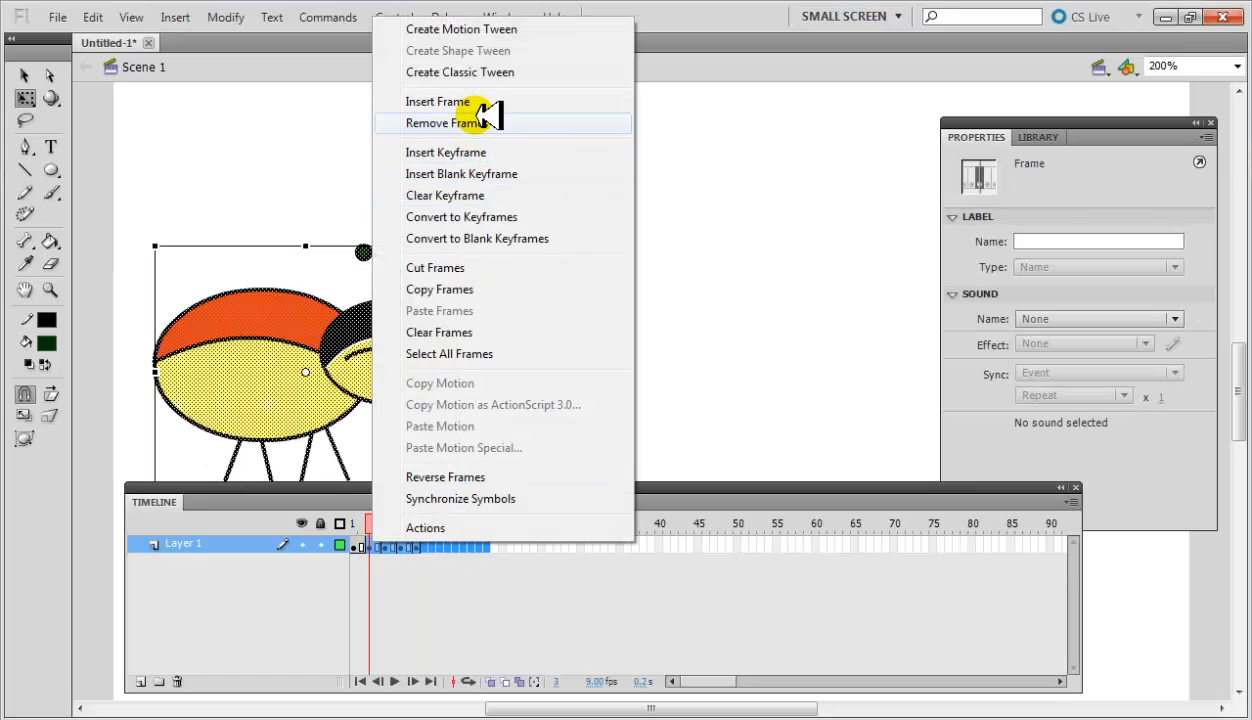 Fl File Edit View Insert Modify Text Commands SMALL SCREEN CS Live
Untitled-1*
Scene 1 200%
Create Motion Tween
Create Shape Tween
Create Classic Tween
Insert Frame
Remove Frames
Insert Keyframe
Insert Blank Keyframe
Clear Keyframe
Convert to Keyframes
Convert to Blank Keyframes
Cut Frames
Copy Frames
Paste Frames
Clear Frames
Select All Frames
Copy Motion
Copy Motion as ActionScript 3.0...
Paste Motion
Paste Motion Special...
Reverse Frames
Synchronize Symbols
Actions
PROPERTIES LIBRARY
Frame
LABEL
Name:
Type: Name
SOUND
Name: None
Effect: None
Sync: Event
Repeat x 1
No sound selected
TIMELINE
1 40 45 50 55 60 65 70 75 80 85 90
Layer 1
3 9.00 fps 0.2 s